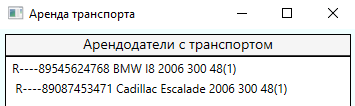 Аренда транспорта
Арендодатели с транспортом
R----89545624768 BMW I8 2006 300 48(1)
R----89087453471 Cadillac Escalade 2006 300 48(1)